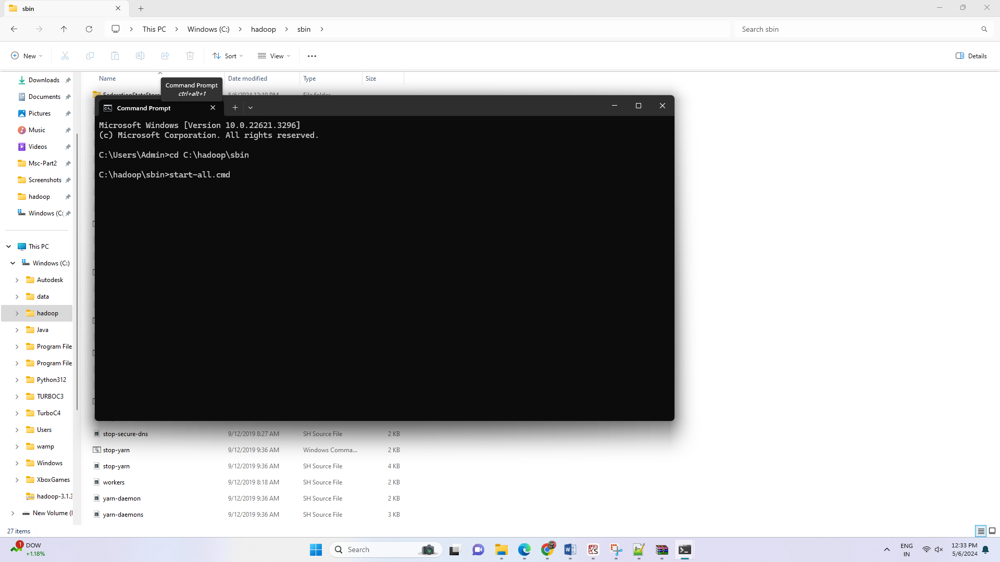 sbin
This PC
Windows (C:)
hadoop
sbin
Search sbin
New
Sort
View
Details
Name
Date modified
Type
Size
Command Prompt
ctrl+alt+1
Command Prompt
Microsoft Windows [Version 10.0.22621.3296]
(c) Microsoft Corporation. All rights reserved.
C:\Users\Admin>cd C:\hadoop\sbin
C:\hadoop\sbin>start-all.cmd
Downloads
Documents
Pictures
Music
Videos
Msc-Part2
Screenshots
hadoop
Windows (C:
This PC
Windows (C:)
Autodesk
data
hadoop
Java
Program File
Program File
Python312
TURBOC3
TurboC4
Users
wamp
Windows
XboxGames
hadoop-3.1.3
New Volume (
stop-secure-dns 9/12/2019 8:27 AM SH Source File 2 KB
stop-yarn 9/12/2019 9:36 AM Windows Comma... 2 KB
stop-yarn 9/12/2019 9:36 AM SH Source File 4 KB
workers 9/12/2019 8:18 AM SH Source File 2 KB
yarn-daemon 9/12/2019 9:36 AM SH Source File 2 KB
yarn-daemons 9/12/2019 9:36 AM SH Source File 3 KB
27 items
1
DOW
+1.18%
Search
ENG
IN
12:33 PM
5/6/2024